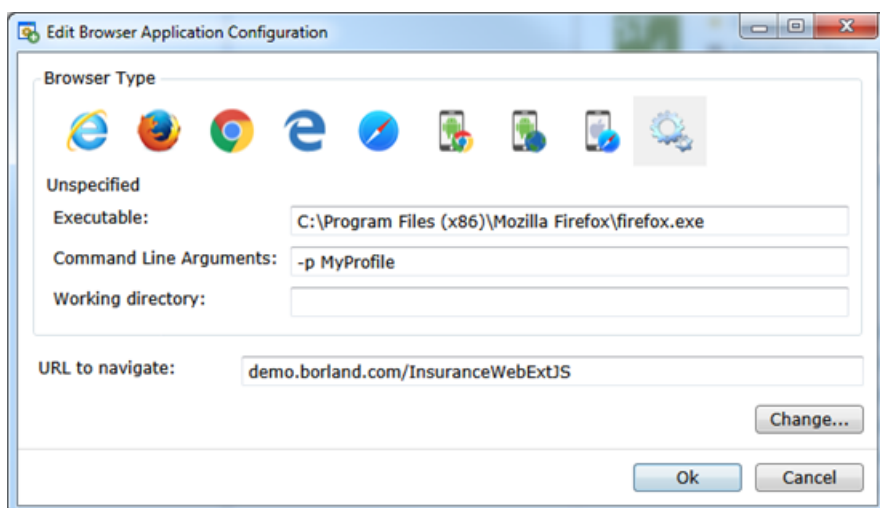 Edit Browser Application Configuration
Browser Type
Unspecified
Executable: C:\Program Files (x86)\Mozilla Firefox\firefox.exe
Command Line Arguments: -p MyProfile
Working directory:
URL to navigate: demo.borland.com/InsuranceWebExtJS
Change...
Ok Cancel